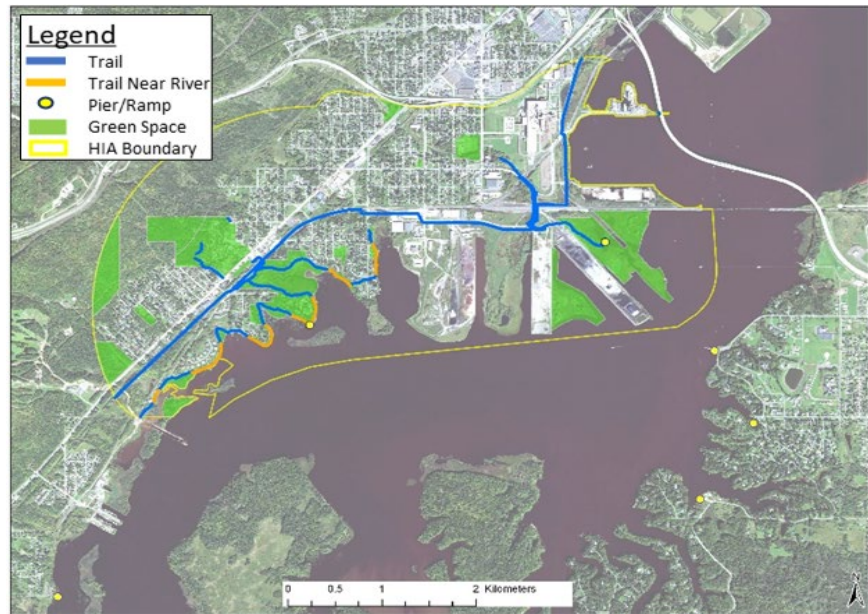 Legend
Trail
Trail Near River
Pier/Ramp
Green Space
HIA Boundary
0 0.5 1 2 Kilometers